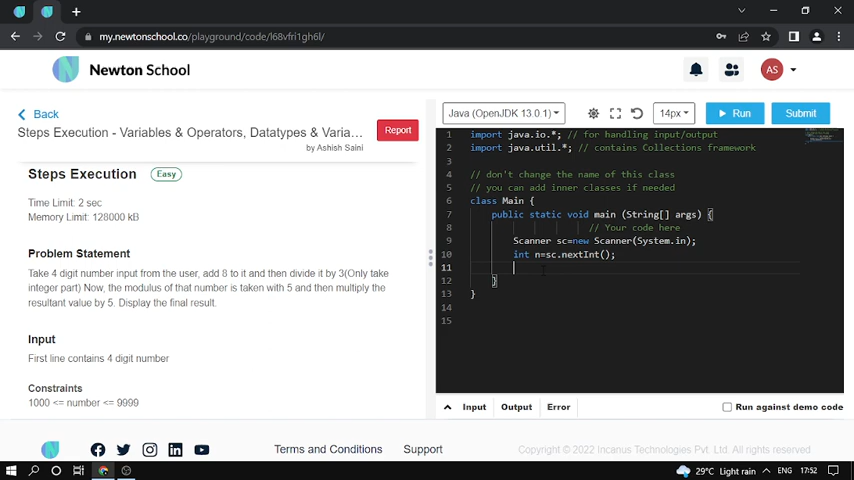 my.newtonschool.co/playground/code/l68vfri1gh6l/
Newton School
AS
Back
Steps Execution - Variables & Operators, Datatypes & Varia...
Report
by Ashish Saini
Steps Execution
Easy
Time Limit: 2 sec
Memory Limit: 128000 kB
Problem Statement
Take 4 digit number input from the user, add 8 to it and then divide it by 3(Only take
integer part) Now, the modulus of that number is taken with 5 and then multiply the
resultant value by 5. Display the final result.
Input
First line contains 4 digit number
Constraints
1000 <= number <= 9999
Java (OpenJDK 13.0.1)
14px
Run
Submit
1 import java.io.*; // for handling input/output
2 import java.util.*; // contains Collections framework
3
4 // don't change the name of this class
5 // you can add inner classes if needed
6 class Main {
7 public static void main (String[] args) {
8 // Your code here
9 Scanner sc=new Scanner(System.in);
10 int n=sc.nextInt();
11
12 }
13 }
14
15
Input Output Error
Run against demo code
Terms and Conditions Support
Copyright © 2022 Incanus Technologies Pvt. Ltd. All rights reserved.
29°C Light rain ENG 17:52